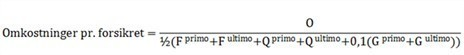 Omkostninger pr. forsikret = O
½(F primo+F ultimo+Q primo+Q ultimo+0,1(G primo+G ultimo))